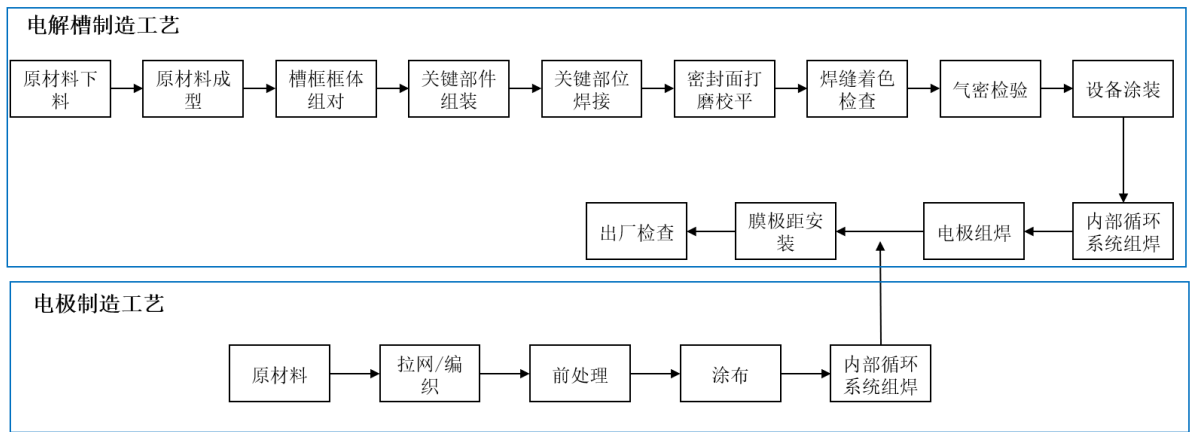 电解槽制造工艺
原材料下
料
原材料成
型
槽框框体
组对
关键部件
组装
关键部位
焊接
密封面打
磨校平
焊缝着色
检查
气密检验
设备涂装
出厂检查
膜极距安
装
电极组焊
内部循环
系统组焊
电极制造工艺
原材料
拉网/编
织
前处理
涂布
内部循环
系统组焊